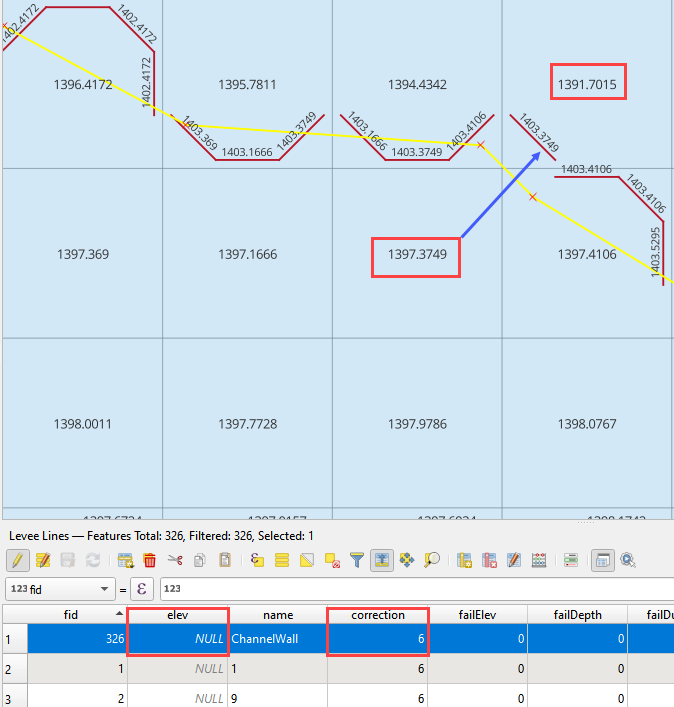 1402.4172 1402.4172
1402.4172
1396.4172 1395.7811 1394.4342 1391.7015
1403.369 1403.1666 1403.3749 1403.1666 1403.3749 1403.4106 1403.3749
1403.4106 1403.4106
1403.5295
1397.369 1397.1666 1397.3749 1397.4106
1398.0011 1397.7728 1397.9786 1398.0767
Levee Lines — Features Total: 326, Filtered: 326, Selected: 1
123 fid = ε 123
fid elev name correction failElev failDepth failDu
1 326 NULL ChannelWall 6 0 0
2 1 NULL 1 6 0 0
3 2 NULL 9 6 0 0